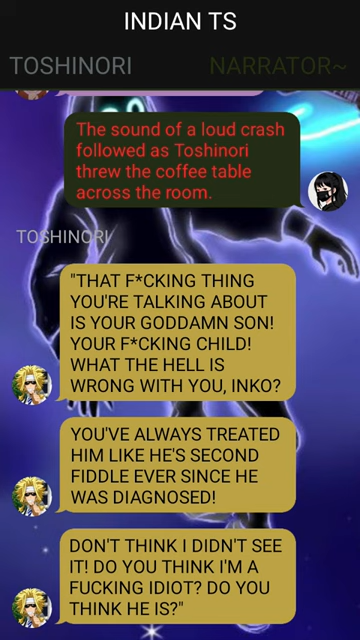 INDIAN TS
TOSHINORI
NARRATOR~
The sound of a loud crash
followed as Toshinori
threw the coffee table
across the room.
TOSHINORI
"THAT F*CKING THING
YOU'RE TALKING ABOUT
IS YOUR GODDAMN SON!
YOUR F*CKING CHILD!
WHAT THE HELL IS
WRONG WITH YOU, INKO?
YOU'VE ALWAYS TREATED
HIM LIKE HE'S SECOND
FIDDLE EVER SINCE HE
WAS DIAGNOSED!
DON'T THINK I DIDN'T SEE
IT! DO YOU THINK I'M A
FUCKING IDIOT? DO YOU
THINK HE IS?"